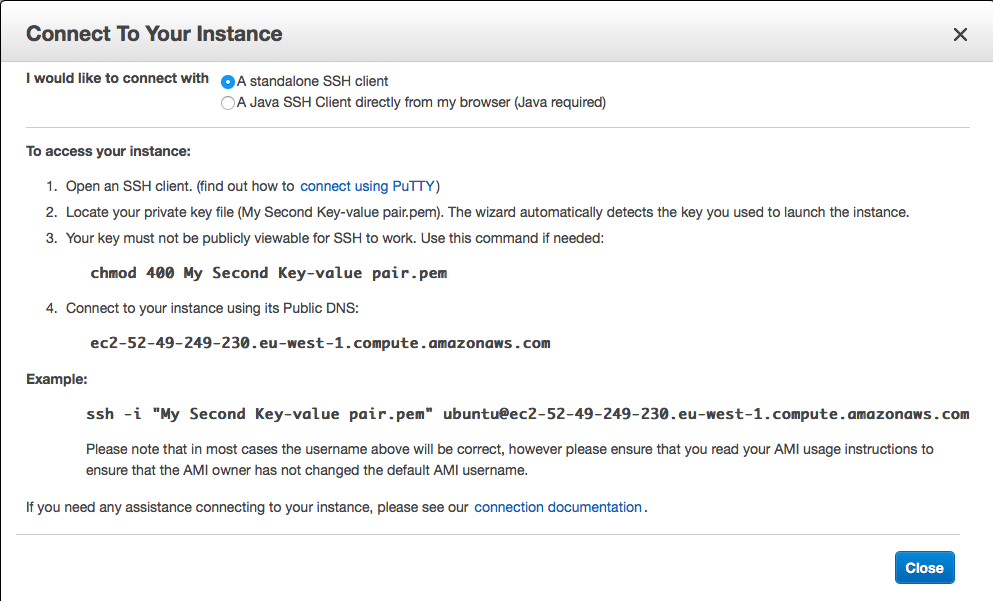 Connect To Your Instance
I would like to connect with
A standalone SSH client
A Java SSH Client directly from my browser (Java required)
To access your instance:
1. Open an SSH client. (find out how to connect using PuTTY)
2. Locate your private key file (My Second Key-value pair.pem). The wizard automatically detects the key you used to launch the instance.
3. Your key must not be publicly viewable for SSH to work. Use this command if needed:
chmod 400 My Second Key-value pair.pem
4. Connect to your instance using its Public DNS:
ec2-52-49-249-230.eu-west-1.compute.amazonaws.com
Example:
ssh -i "My Second Key-value pair.pem" ubuntu@ec2-52-49-249-230.eu-west-1.compute.amazonaws.com
Please note that in most cases the username above will be correct, however please ensure that you read your AMI usage instructions to
ensure that the AMI owner has not changed the default AMI username.
If you need any assistance connecting to your instance, please see our connection documentation.
Close